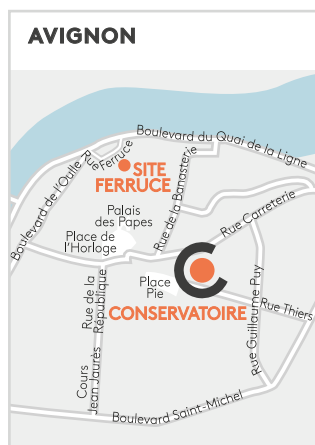 AVIGNON
Boulevard du Quai de la Ligne
Rue Ferruce
SITE
FERRUCE
Boulevard de l'Oulle
Rue de la Banasterie
Palais
des Papes
Rue Carreterie
Place de
l'Horloge
Place
Pie
CONSERVATOIRE
Rue Thiers
Rue de la
République
Rue Guillaume Puy
Cours
Jean Jaurès
Boulevard Saint-Michel